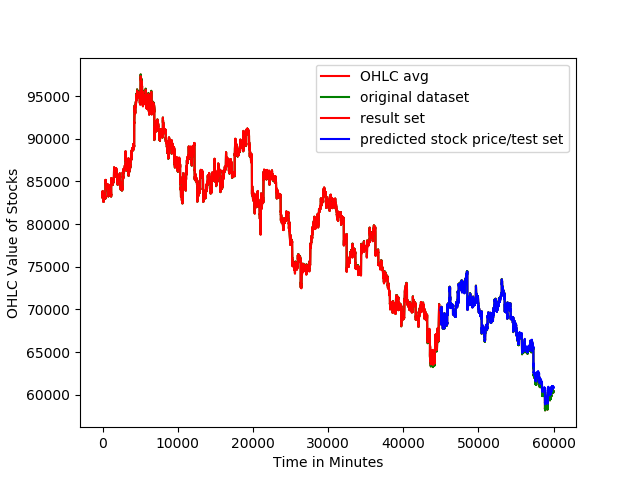 OHLC avg
original dataset
result set
predicted stock price/test set
OHLC Value of Stocks
95000
90000
85000
80000
75000
70000
65000
60000
0 10000 20000 30000 40000 50000 60000
Time in Minutes